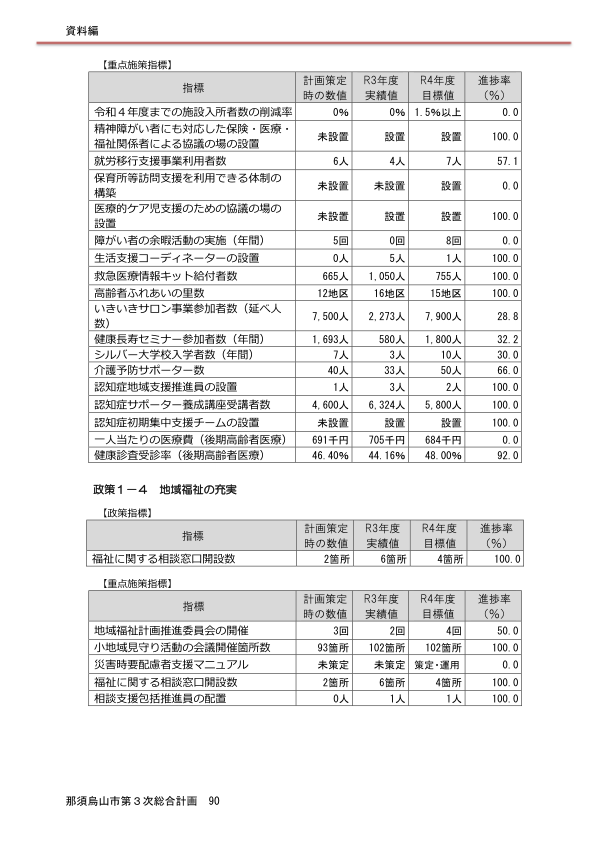 資料編
【重点施策指標】
指標 計画策定時の数値 R3年度実績値 R4年度目標値 進捗率（%）
令和４年度までの施設入所者数の削減率 0% 0% 1.5%以上 0.0
精神障がい者にも対応した保険・医療・
福祉関係者による協議の場の設置 未設置 設置 設置 100.0
就労移行支援事業利用者数 6人 4人 7人 57.1
保育所等訪問支援を利用できる体制の
構築 未設置 未設置 設置 0.0
医療的ケア児支援のための協議の場の
設置 未設置 設置 設置 100.0
障がい者の余暇活動の実施（年間） 5回 0回 8回 0.0
生活支援コーディネーターの設置 0人 5人 1人 100.0
救急医療情報キット給付者数 665人 1,050人 755人 100.0
高齢者ふれあいの里数 12地区 16地区 15地区 100.0
いきいきサロン事業参加者数（延べ人
数） 7,500人 2,273人 7,900人 28.8
健康長寿セミナー参加者数（年間） 1,693人 580人 1,800人 32.2
シルバー大学校入学者数（年間） 7人 3人 10人 30.0
介護予防サポーター数 40人 33人 50人 66.0
認知症地域支援推進員の設置 1人 3人 2人 100.0
認知症サポーター養成講座受講者数 4,600人 6,324人 5,800人 100.0
認知症初期集中支援チームの設置 未設置 設置 設置 100.0
一人当たりの医療費（後期高齢者医療） 691千円 705千円 684千円 0.0
健康診査受診率（後期高齢者医療） 46.40% 44.16% 48.00% 92.0
政策１－４　地域福祉の充実
【政策指標】
指標 計画策定時の数値 R3年度実績値 R4年度目標値 進捗率（%）
福祉に関する相談窓口開設数 2箇所 6箇所 4箇所 100.0
【重点施策指標】
指標 計画策定時の数値 R3年度実績値 R4年度目標値 進捗率（%）
地域福祉計画推進委員会の開催 3回 2回 4回 50.0
小地域見守り活動の会議開催箇所数 93箇所 102箇所 102箇所 100.0
災害時要配慮者支援マニュアル 未策定 未策定 策定・運用 0.0
福祉に関する相談窓口開設数 2箇所 6箇所 4箇所 100.0
相談支援包括推進員の配置 0人 1人 1人 100.0
那須烏山市第３次総合計画　90